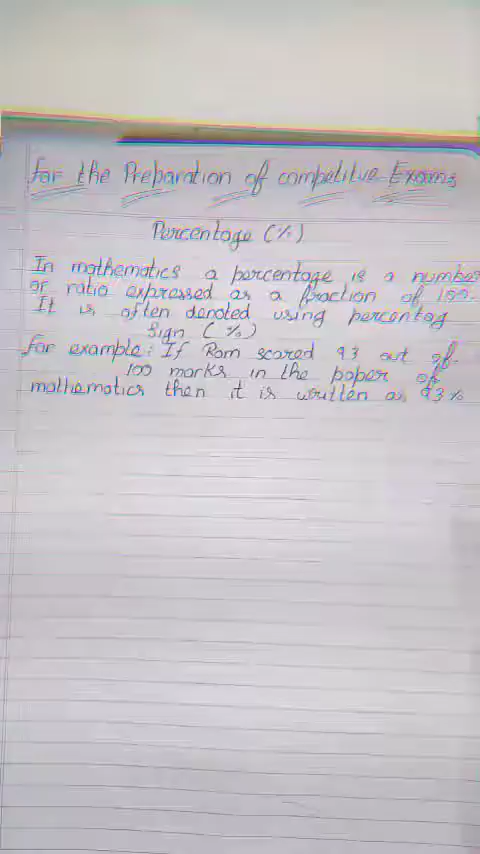 For the Preparation of competitive Exams
Percentage (%)
In mathematics a percentage is a number
or ratio expressed as a fraction of 100.
It is often denoted using percentag
Sign (%)
For example: If Ram scored 93 out of
100 marks in the paper of
mathematics then it is written as 93%